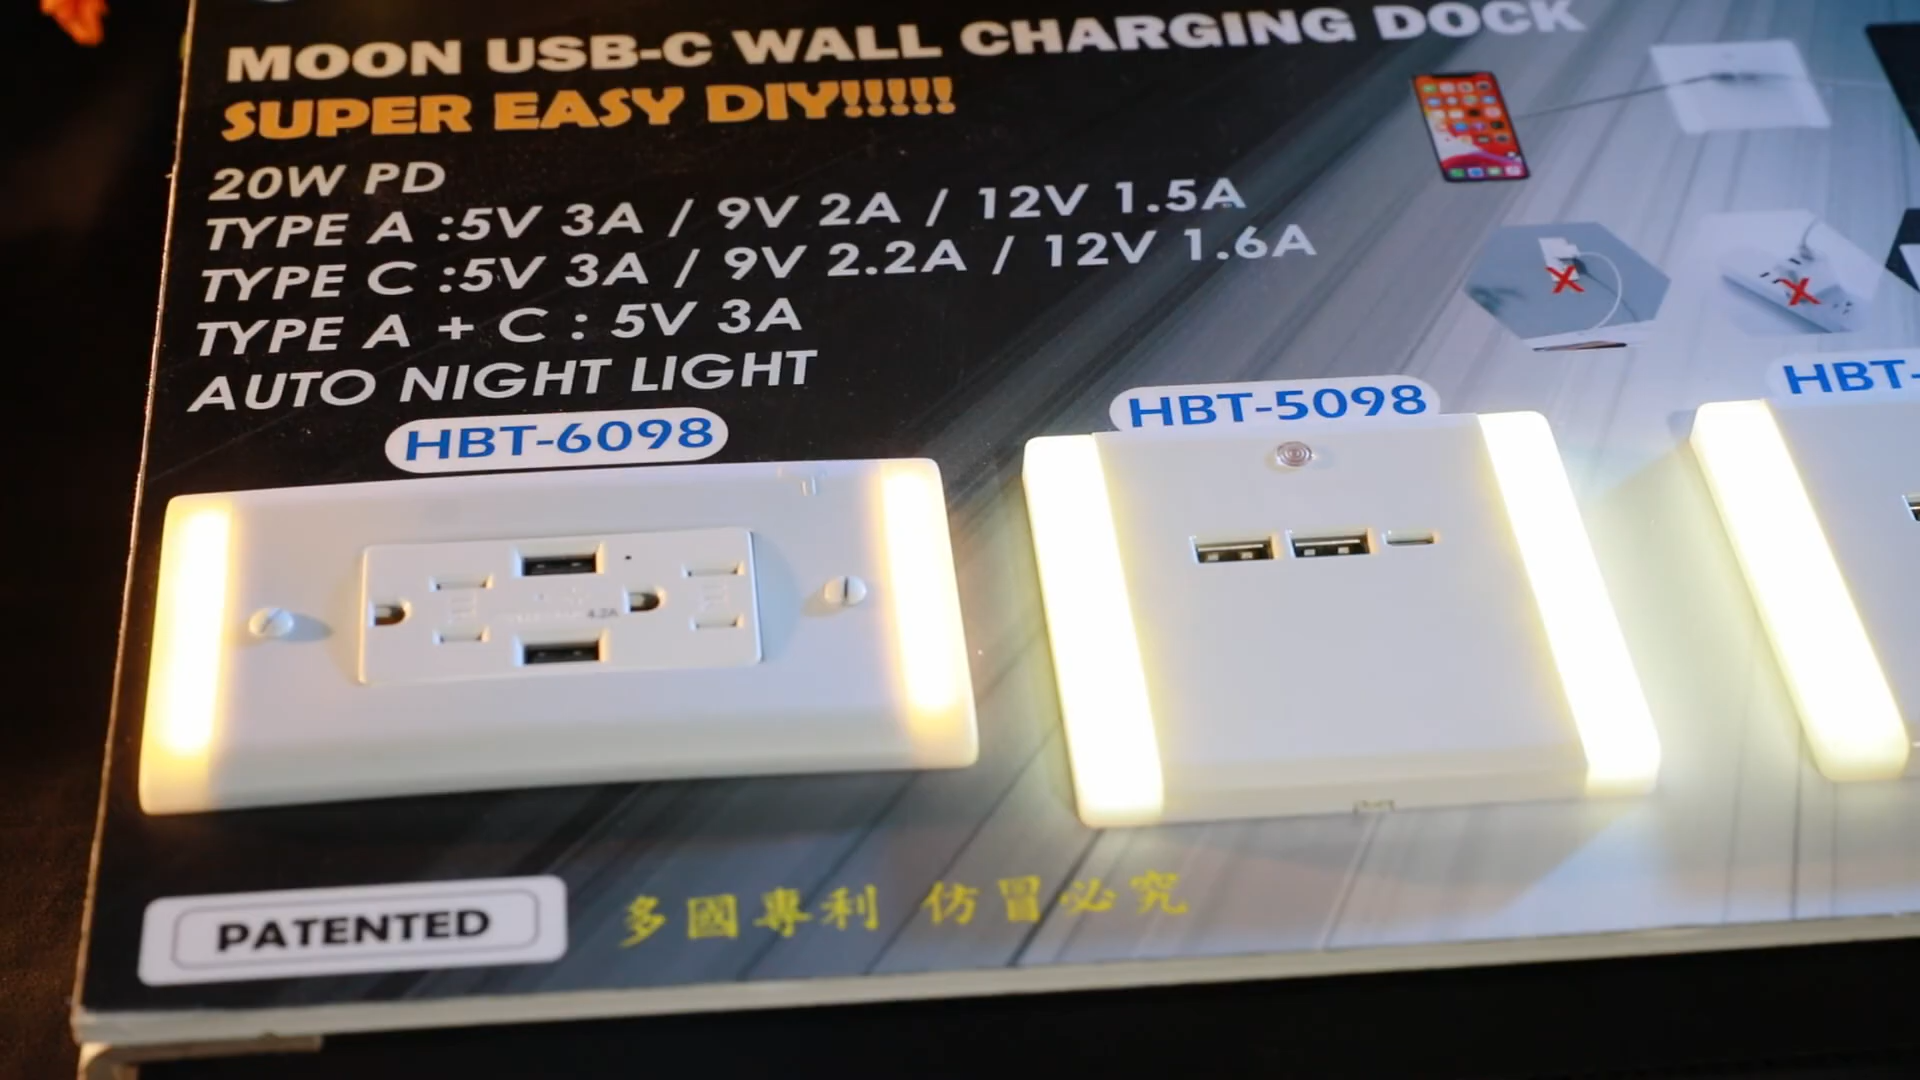 MOON USB-C WALL CHARGING DOCK
SUPER EASY DIY!!!!!
20W PD
TYPE A :5V 3A / 9V 2A / 12V 1.5A
TYPE C :5V 3A / 9V 2.2A / 12V 1.6A
TYPE A + C : 5V 3A
AUTO NIGHT LIGHT
HBT-6098
HBT-5098
HBT-
4.2A
PATENTED
多國專利 仿冒必究